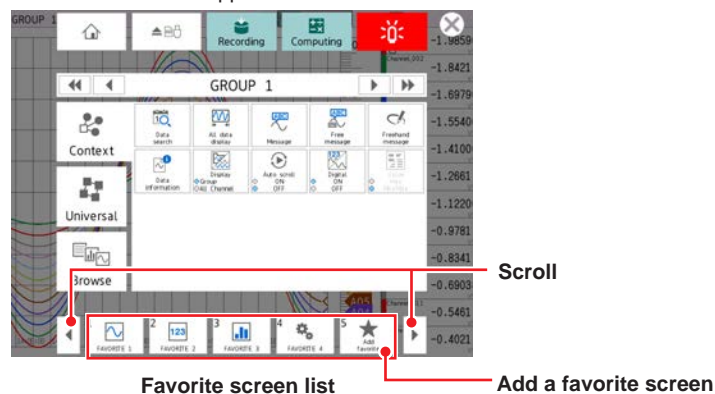 GROUP 1
Recording
Computing
-1.9859
Channel_002
-1.8421
GROUP 1
-1.6979
Context
Data search
All data display
Message
Free message
Freehand message
-1.5540
-1.4100
Data information
Display
Group
All Channel
Auto scroll
ON
OFF
Digital
ON
OFF
-1.2661
Universal
-1.1220
-0.9781
-0.8341
Browse
Scroll
-0.6903
A05
-0.5461
1 FAVORITE 1
2 123 FAVORITE 2
3 FAVORITE 3
4 FAVORITE 4
5 Add favorite
-0.4021
Favorite screen list
Add a favorite screen